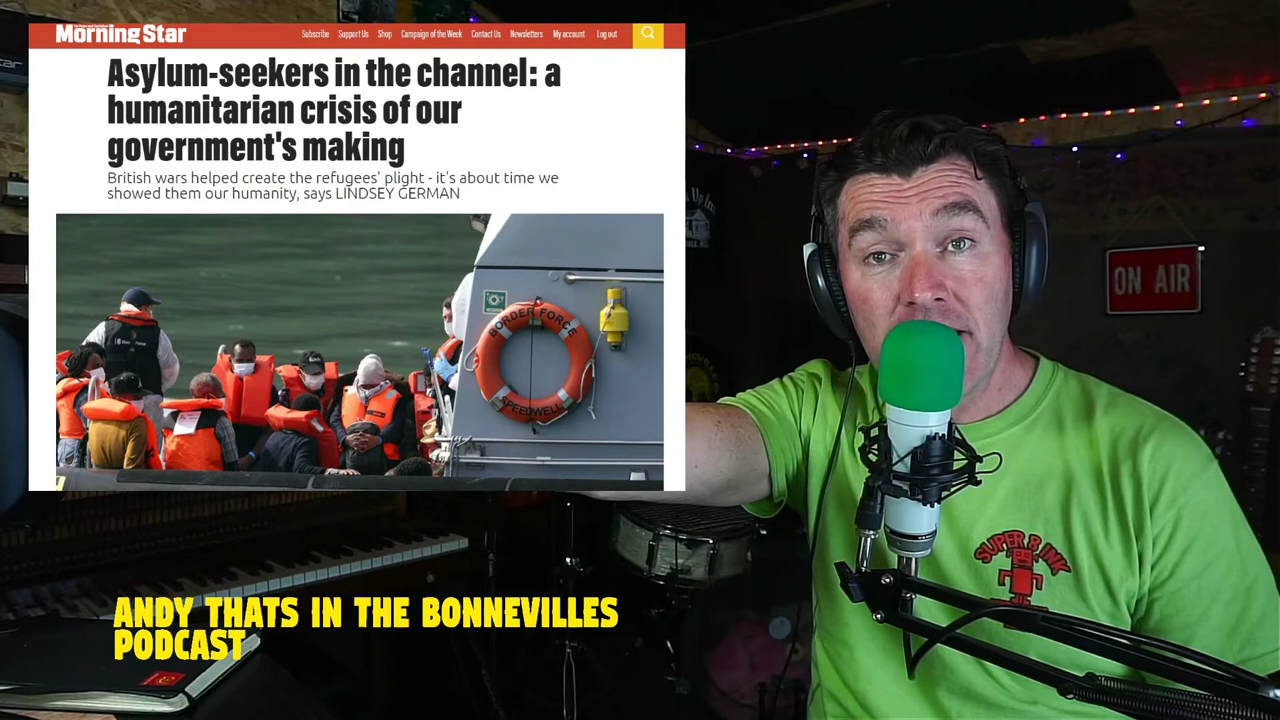 Morning Star
Subscribe Support Us Shop Campaign of the Week Contact Us Newsletters My account Log out
Asylum-seekers in the channel: a
humanitarian crisis of our
government's making
British wars helped create the refugees' plight - it's about time we
showed them our humanity, says LINDSEY GERMAN
BORDER FORCE
SPEEDWELL
ON AIR
SUPER B INK
ANDY THATS IN THE BONNEVILLES
PODCAST